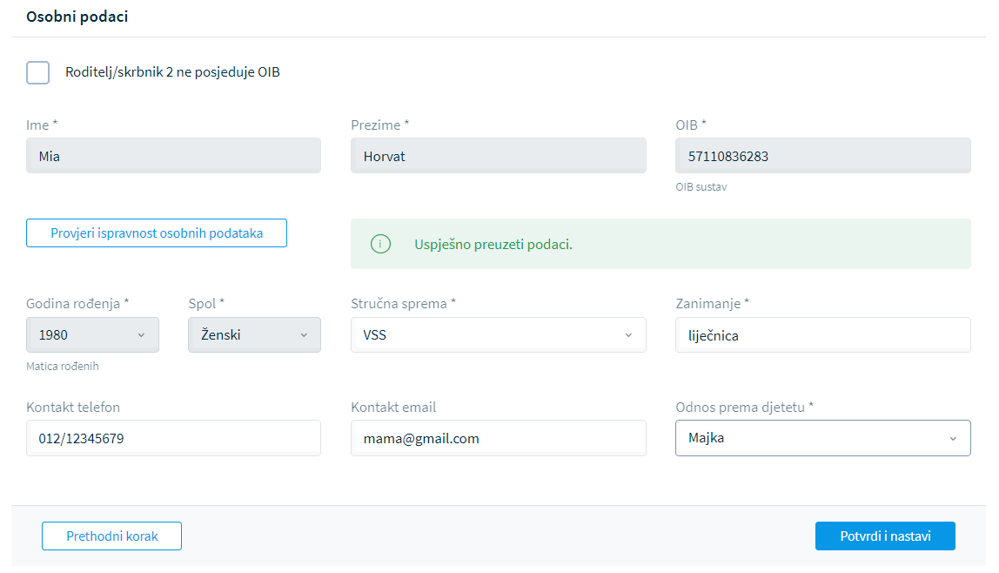 Osobni podaci
Roditelj/skrbnik 2 ne posjeduje OIB
Ime * Prezime * OIB *
Mia Horvat 57110836283
OIB sustav
Provjeri ispravnost osobnih podataka Uspješno preuzeti podaci.
Godina rođenja * Spol * Stručna sprema * Zanimanje *
1980 Ženski VSS liječnica
Matica rođenih
Kontakt telefon Kontakt email Odnos prema djetetu *
012/12345679 mama@gmail.com Majka
Prethodni korak Potvrdi i nastavi